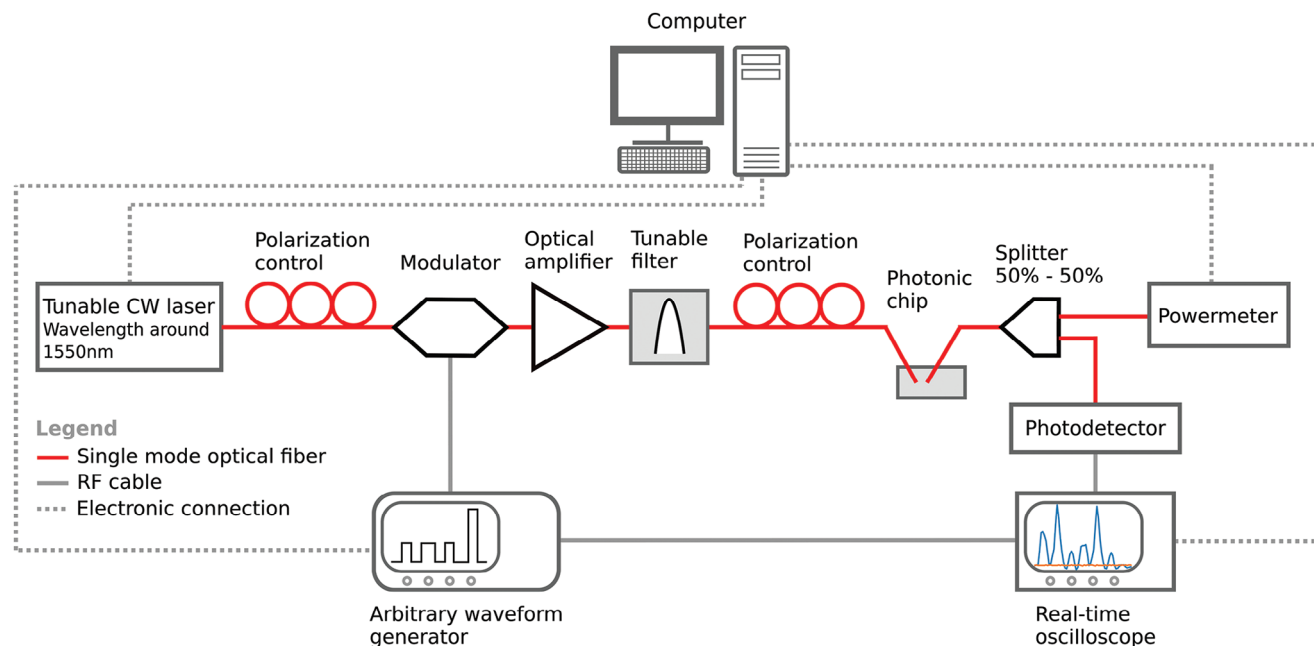 Computer
Polarization
control
Modulator
Optical
amplifier
Tunable
filter
Polarization
control
Photonic
chip
Splitter
50% - 50%
Tunable CW laser
Wavelength around
1550nm
Powermeter
Photodetector
Legend
Single mode optical fiber
RF cable
Electronic connection
Arbitrary waveform
generator
Real-time
oscilloscope